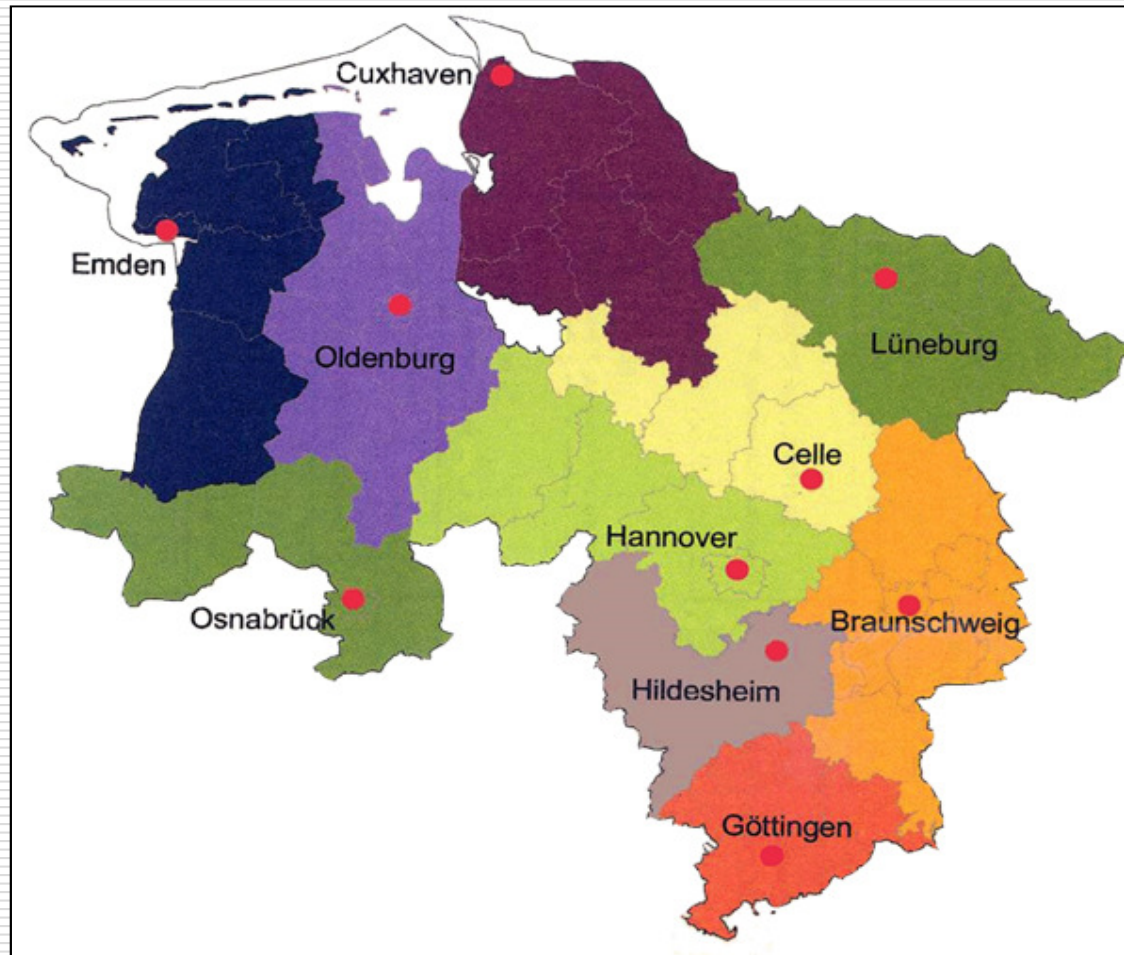 Cuxhaven
Emden
Oldenburg
Lüneburg
Celle
Hannover
Osnabrück
Braunschweig
Hildesheim
Göttingen